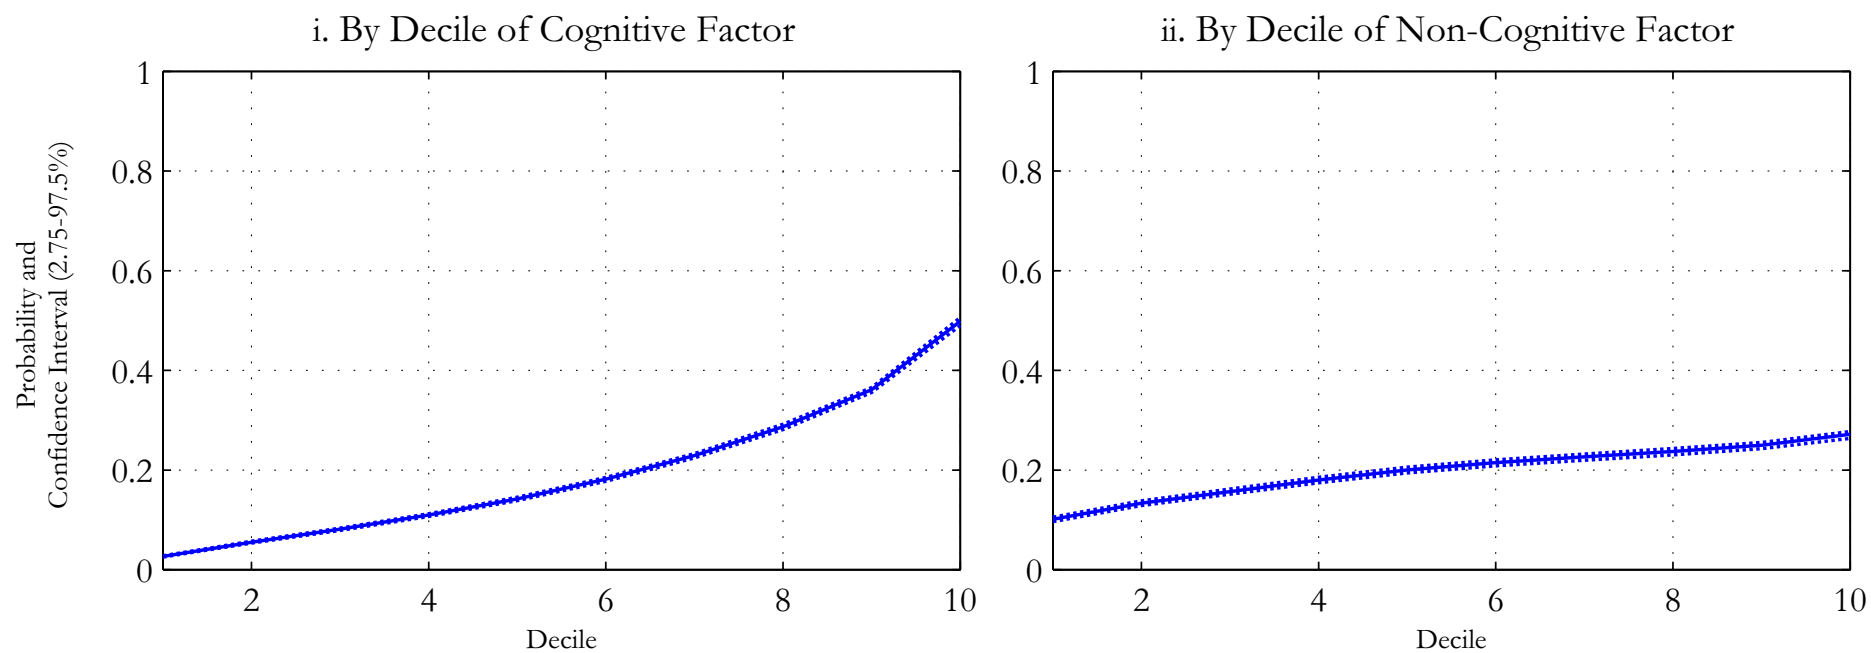 i. By Decile of Cognitive Factor
Probability and
Confidence Interval (2.75-97.5%)
1
0.8
0.6
0.4
0.2
0
2 4 6 8 10
Decile
ii. By Decile of Non-Cognitive Factor
1
0.8
0.6
0.4
0.2
0
2 4 6 8 10
Decile